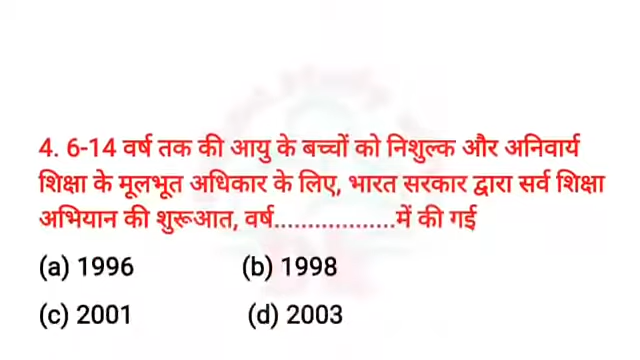 4. 6-14 वर्ष तक की आयु के बच्चों को निशुल्क और अनिवार्य
शिक्षा के मूलभूत अधिकार के लिए, भारत सरकार द्वारा सर्व शिक्षा
अभियान की शुरूआत, वर्ष..................में की गई
(a) 1996 (b) 1998
(c) 2001 (d) 2003